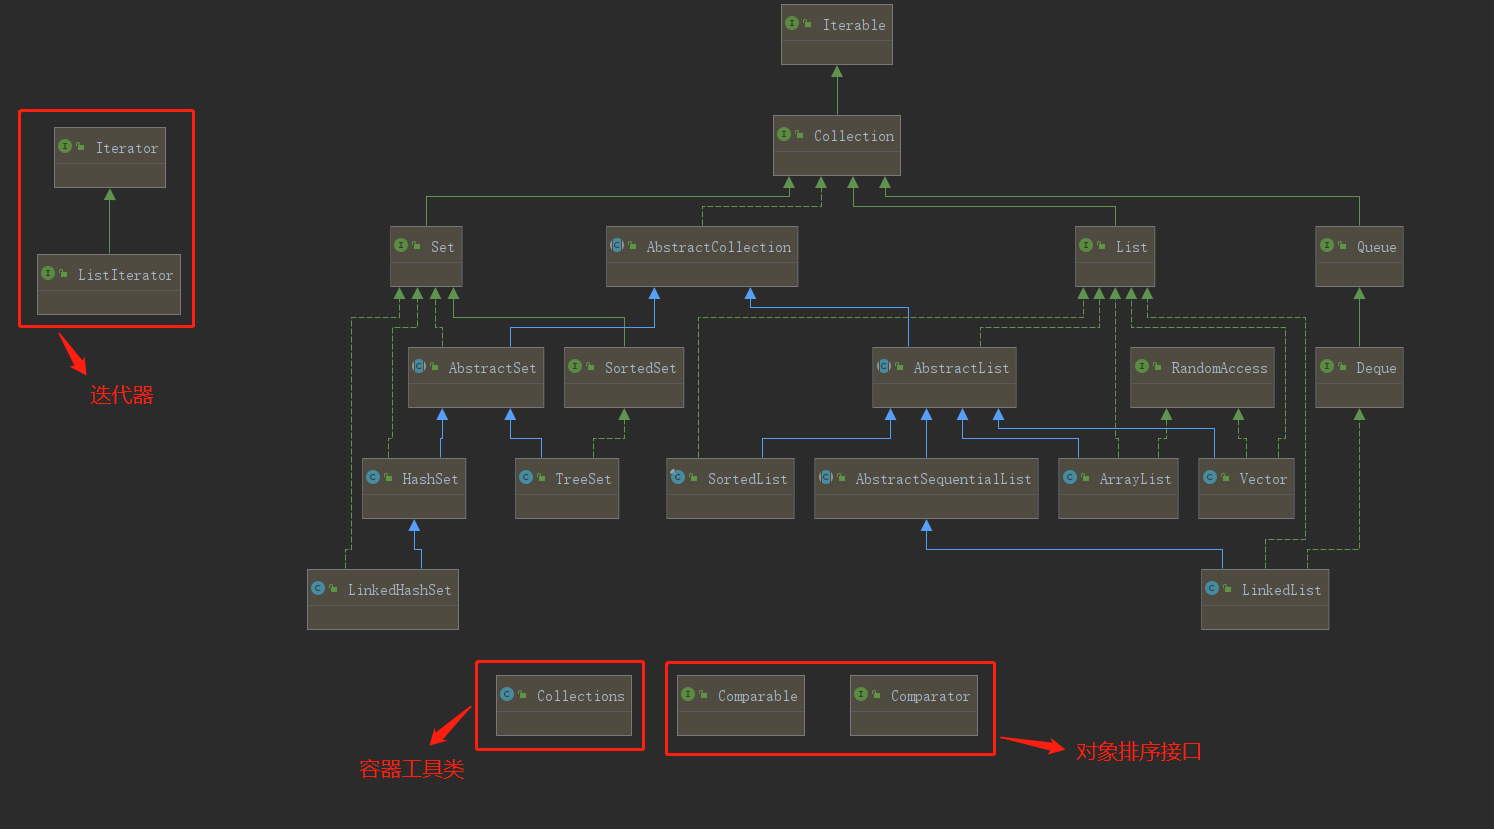 Iterable
Iterator
Collection
ListIterator
Set
AbstractCollection
List
Queue
迭代器
AbstractSet
SortedSet
AbstractList
RandomAccess
Deque
HashSet
TreeSet
SortedList
AbstractSequentialList
ArrayList
Vector
LinkedHashSet
LinkedList
Collections
Comparable
Comparator
容器工具类
对象排序接口